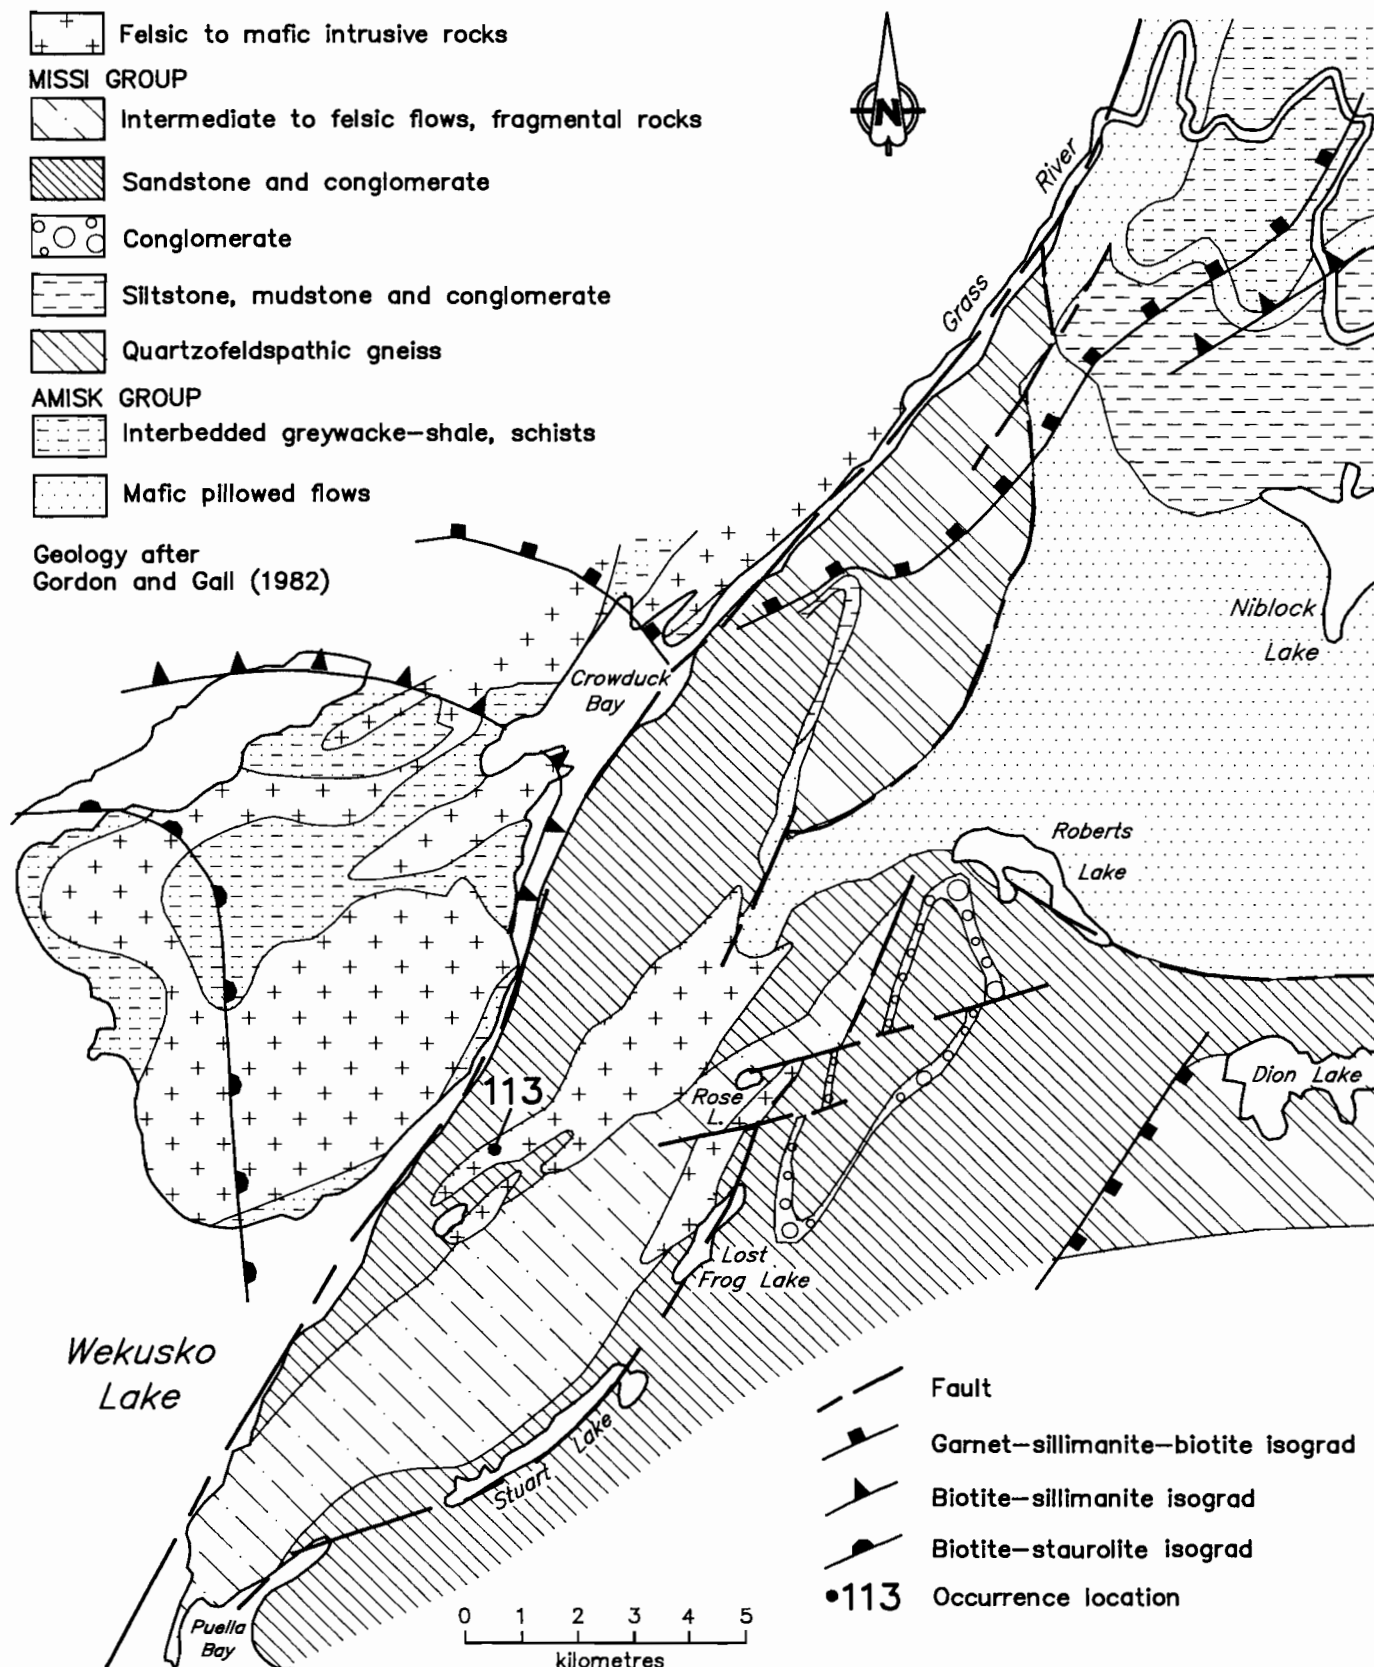 Felsic to mafic intrusive rocks
MISSI GROUP
Intermediate to felsic flows, fragmental rocks
Sandstone and conglomerate
Conglomerate
Siltstone, mudstone and conglomerate
Quartzofeldspathic gneiss
AMISK GROUP
Interbedded greywacke–shale, schists
Mafic pillowed flows
Geology after
Gordon and Gall (1982)
N
Grass River
Crowduck
Bay
Niblock
Lake
Roberts
Lake
Dion Lake
113
Rose
L.
Lost
Frog Lake
Wekusko
Lake
Stuart Lake
Puella
Bay
Fault
Garnet–sillimanite–biotite isograd
Biotite–sillimanite isograd
Biotite–staurolite isograd
113 Occurrence location
0 1 2 3 4 5
kilometres